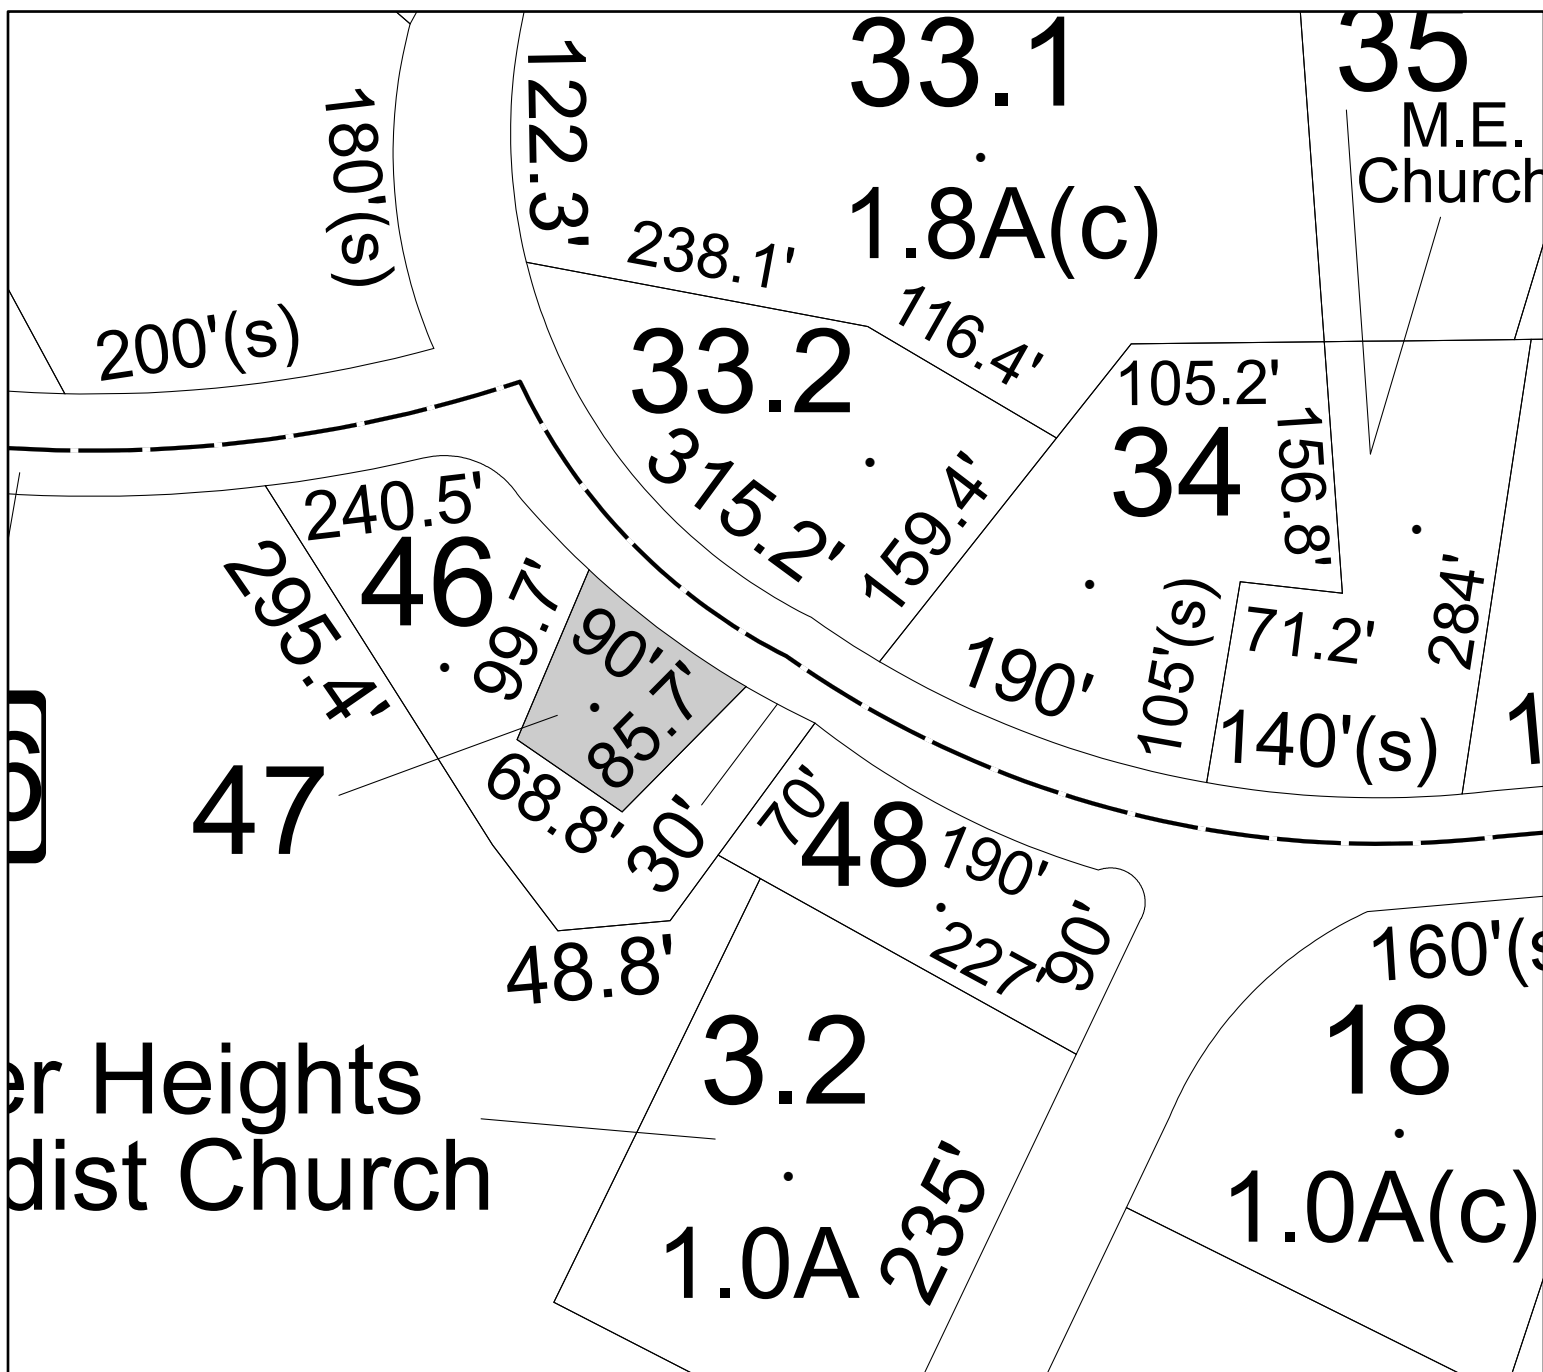 35
33.1
M.E.
Church
122.3'
180'(s)
1.8A(c)
238.1'
116.4'
200'(s)
33.2
105.2'
34
156.8'
315.2'
159.4'
240.5'
46
295.4'
99.7'
90'
85.7'
68.8'
30'
105'(s)
71.2'
284'
190'
140'(s)
47
70'
48
190'
227'
90'
48.8'
160'(s
3.2
18
er Heights
dist Church
235'
1.0A
1.0A(c)